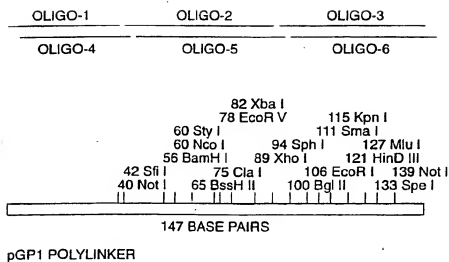 OLIGO-1 OLIGO-2 OLIGO-3
OLIGO-4 OLIGO-5 OLIGO-6
82 Xba I
78 EcoR V 115 Kpn I
60 Sty I 111 Sma I
60 Nco I 94 Sph I 127 Mlu I
56 BamH I 89 Xho I 121 HinD III
42 Sfi I 75 Cla I 106 EcoR I 139 Not I
40 Not I 65 BssH II 100 Bgl II 133 Spe I
147 BASE PAIRS
pGP1 POLYLINKER